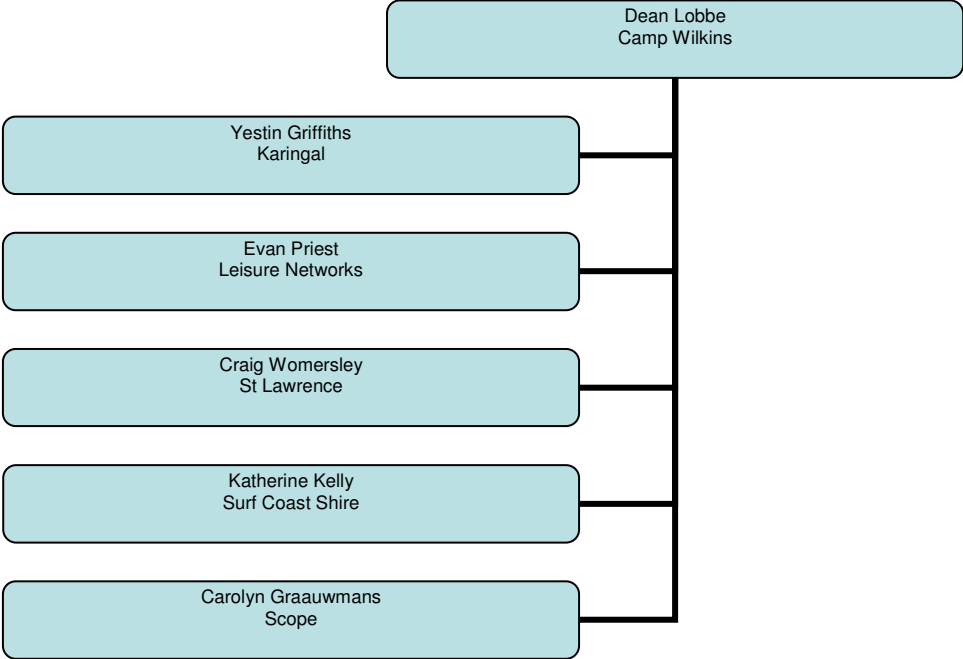 Dean Lobbe
Camp Wilkins
Yestin Griffiths
Karingal
Evan Priest
Leisure Networks
Craig Womersley
St Lawrence
Katherine Kelly
Surf Coast Shire
Carolyn Graauwmans
Scope